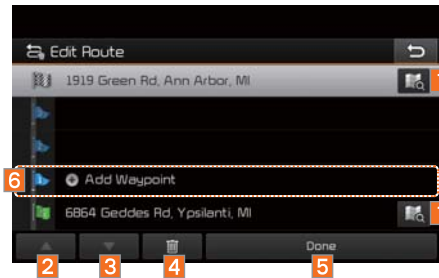 Edit Route
1919 Green Rd, Ann Arbor, MI
6 Add Waypoint
6864 Geddes Rd, Ypsilanti, MI
Done
2 3 4 5